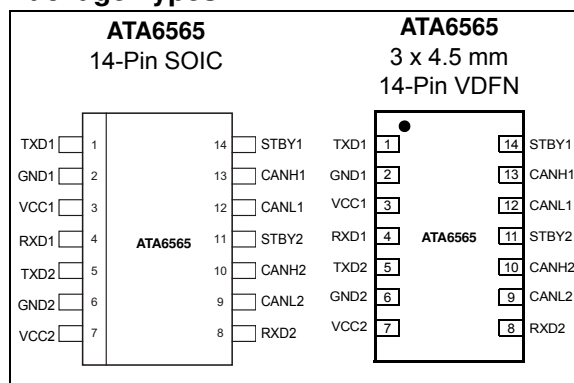 ATA6565
14-Pin SOIC
TXD1 1 14 STBY1
GND1 2 13 CANH1
VCC1 3 12 CANL1
RXD1 4 ATA6565 11 STBY2
TXD2 5 10 CANH2
GND2 6 9 CANL2
VCC2 7 8 RXD2
ATA6565
3 x 4.5 mm
14-Pin VDFN
TXD1 1 14 STBY1
GND1 2 13 CANH1
VCC1 3 12 CANL1
RXD1 4 ATA6565 11 STBY2
TXD2 5 10 CANH2
GND2 6 9 CANL2
VCC2 7 8 RXD2